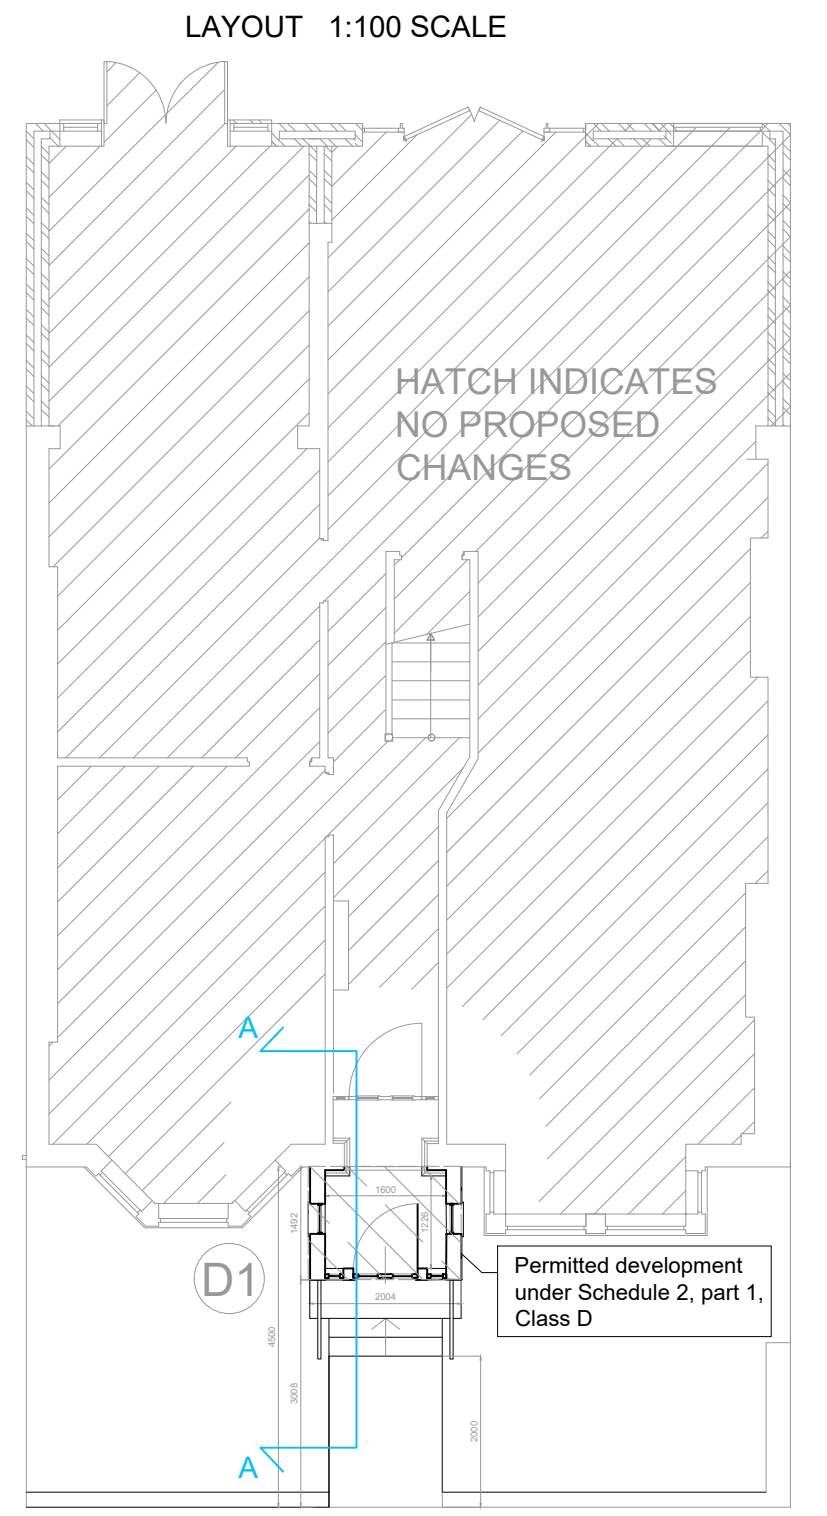 LAYOUT 1:100 SCALE
HATCH INDICATES
NO PROPOSED
CHANGES
A
1600
1492
1226
D1
Permitted development
under Schedule 2, part 1,
Class D
2004
4500
3008
2000
A